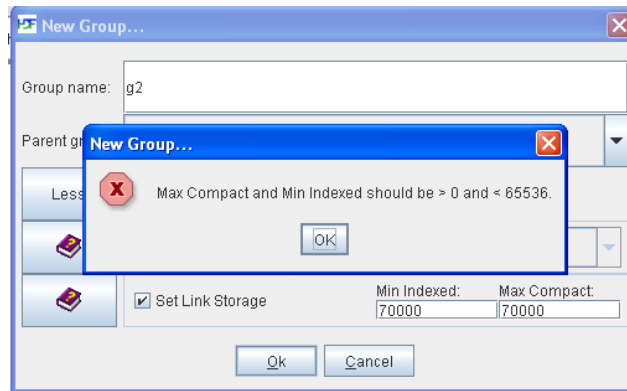 New Group...
Group name: g2
Parent gr
New Group...
Less
Max Compact and Min Indexed should be > 0 and < 65536.
OK
Set Link Storage
Min Indexed: Max Compact:
70000 70000
Ok Cancel